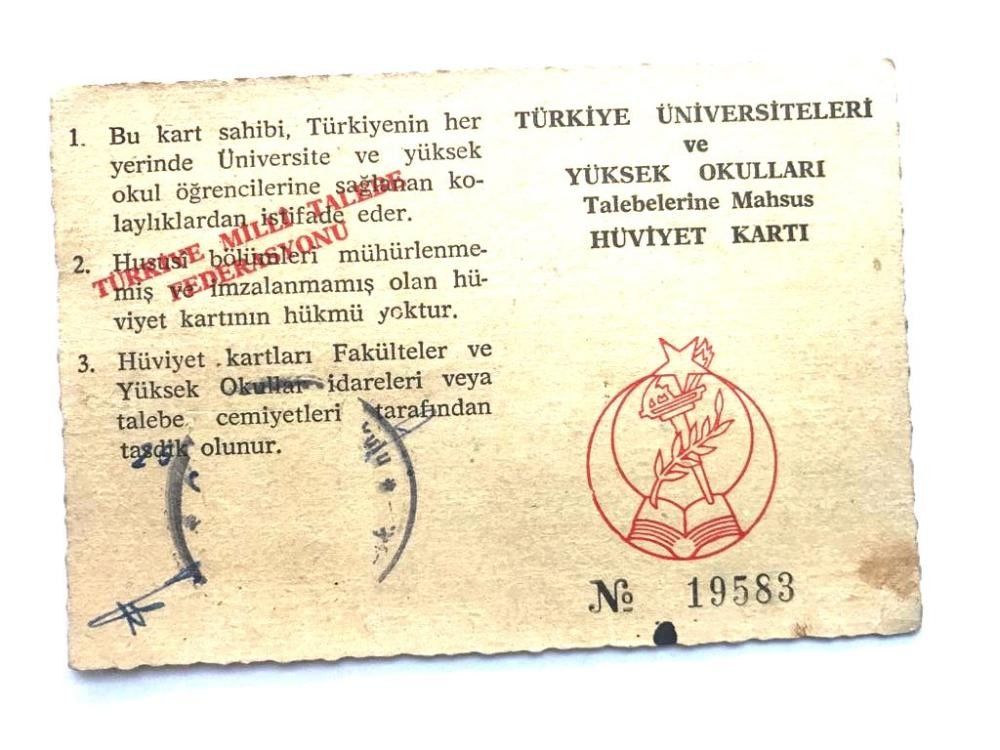 1. Bu kart sahibi, Türkiyenin her
yerinde Üniversite ve yüksek
okul öğrencilerine sağlanan ko-
laylıklardan istifade eder.
TÜRKİYE MİLLÎ TALEBE
FEDERASYONU
2. Hususî bölümleri mühürlenme-
miş ve imzalanmamış olan hü-
viyet kartının hükmü yoktur.
3. Hüviyet kartları Fakülteler ve
Yüksek Okullar idareleri veya
talebe cemiyetleri tarafından
tasdik olunur.
TÜRKİYE ÜNİVERSİTELERİ
ve
YÜKSEK OKULLARI
Talebelerine Mahsus
HÜVİYET KARTI
№ 19583